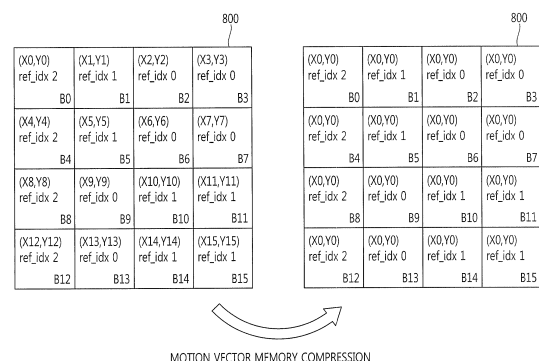 800
800
(X0,Y0) (X1,Y1) (X2,Y2) (X3,Y3)
ref_idx 2 ref_idx 1 ref_idx 0 ref_idx 0
B0 B1 B2 B3
(X4,Y4) (X5,Y5) (X6,Y6) (X7,Y7)
ref_idx 2 ref_idx 1 ref_idx 0 ref_idx 0
B4 B5 B6 B7
(X8,Y8) (X9,Y9) (X10,Y10) (X11,Y11)
ref_idx 2 ref_idx 0 ref_idx 1 ref_idx 1
B8 B9 B10 B11
(X12,Y12) (X13,Y13) (X14,Y14) (X15,Y15)
ref_idx 2 ref_idx 0 ref_idx 1 ref_idx 1
B12 B13 B14 B15
(X0,Y0) (X0,Y0) (X0,Y0) (X0,Y0)
ref_idx 2 ref_idx 1 ref_idx 0 ref_idx 0
B0 B1 B2 B3
(X0,Y0) (X0,Y0) (X0,Y0) (X0,Y0)
ref_idx 2 ref_idx 1 ref_idx 0 ref_idx 0
B4 B5 B6 B7
(X0,Y0) (X0,Y0) (X0,Y0) (X0,Y0)
ref_idx 2 ref_idx 0 ref_idx 1 ref_idx 1
B8 B9 B10 B11
(X0,Y0) (X0,Y0) (X0,Y0) (X0,Y0)
ref_idx 2 ref_idx 0 ref_idx 1 ref_idx 1
B12 B13 B14 B15
MOTION VECTOR MEMORY COMPRESSION